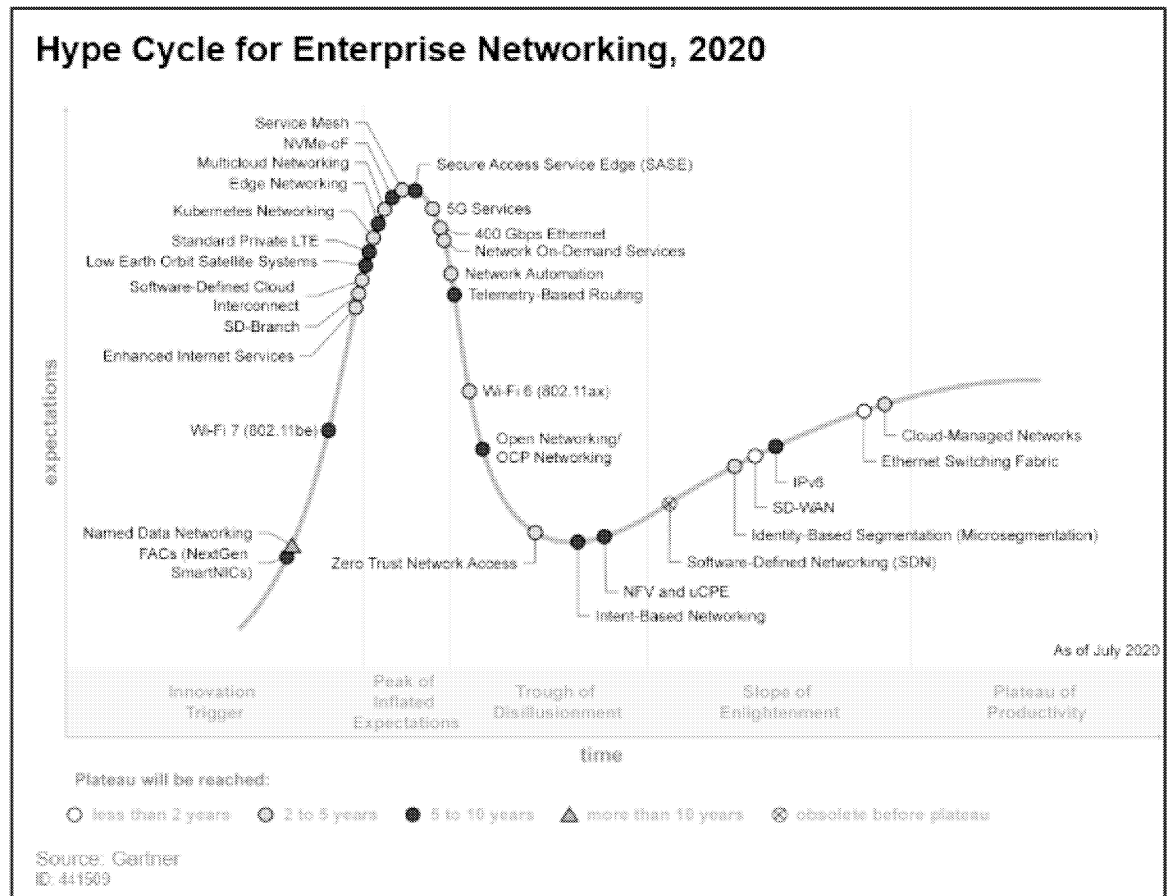 Hype Cycle for Enterprise Networking, 2020
Service Mesh
NVMe-oF
Multicloud Networking
Edge Networking
Kubernetes Networking
Standard Private LTE
Low Earth Orbit Satellite Systems
Software-Defined Cloud
Interconnect
SD-Branch
Enhanced Internet Services
Wi-Fi 7 (802.11be)
Named Data Networking
FACs (NextGen
SmartNICs)
Secure Access Service Edge (SASE)
5G Services
400 Gbps Ethernet
Network On-Demand Services
Network Automation
Telemetry-Based Routing
Wi-Fi 6 (802.11ax)
Open Networking/
OCP Networking
Zero Trust Network Access
Intent-Based Networking
NFV and uCPE
Software-Defined Networking (SDN)
Identity-Based Segmentation (Microsegmentation)
SD-WAN
IPv6
Ethernet Switching Fabric
Cloud-Managed Networks
expectations
As of July 2020
Innovation
Trigger
Peak of
Inflated
Expectations
Trough of
Disillusionment
Slope of
Enlightenment
Plateau of
Productivity
time
Plateau will be reached:
less than 2 years
2 to 5 years
5 to 10 years
more than 10 years
obsolete before plateau
Source: Gartner
ID: 441509